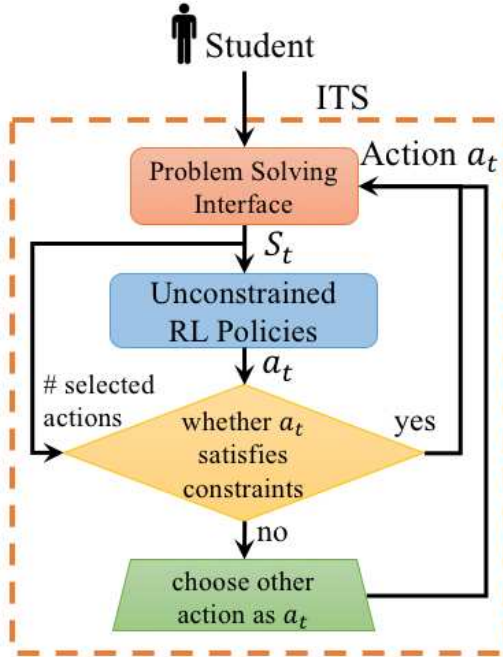 Student
ITS
Action a_t
Problem Solving
Interface
S_t
Unconstrained
RL Policies
a_t
# selected
actions
whether a_t
satisfies
constraints
yes
no
choose other
action as a_t